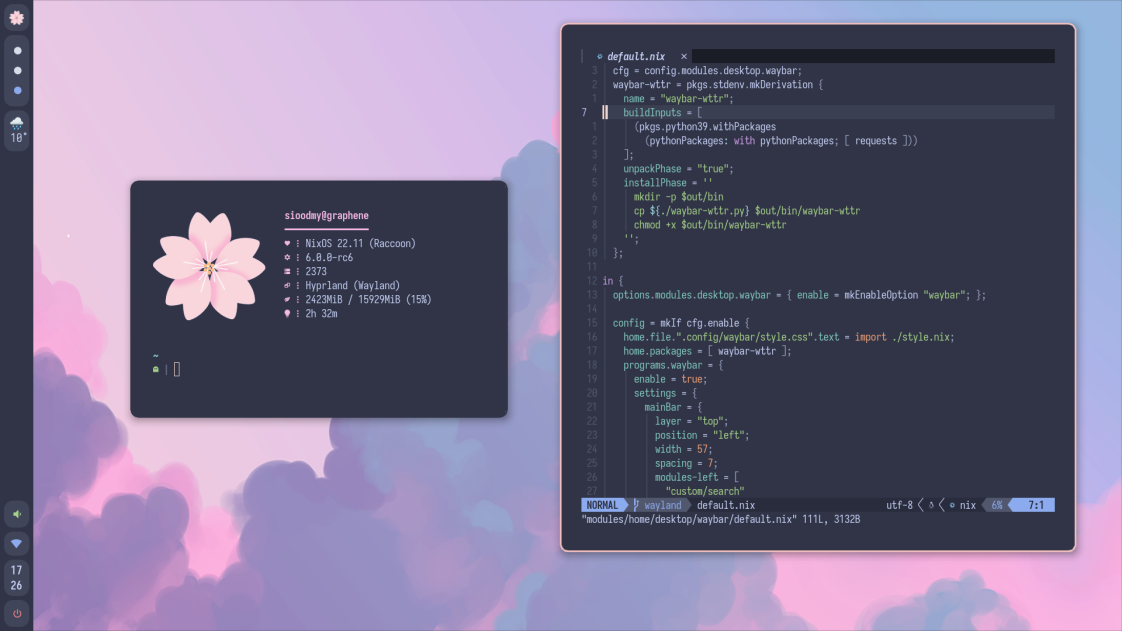 10°
17
26
sioodmy@graphene
NixOS 22.11 (Raccoon)
6.0.0-rc6
2373
Hyprland (Wayland)
2423MiB / 15929MiB (15%)
2h 32m
~
default.nix ×
3 cfg = config.modules.desktop.waybar;
2 waybar-wttr = pkgs.stdenv.mkDerivation {
1 name = "waybar-wttr";
7 buildInputs = [
1 (pkgs.python39.withPackages
2 (pythonPackages: with pythonPackages; [ requests ]))
3 ];
4 unpackPhase = "true";
5 installPhase = ''
6 mkdir -p $out/bin
7 cp ${./waybar-wttr.py} $out/bin/waybar-wttr
8 chmod +x $out/bin/waybar-wttr
9 '';
10 };
11
12 in {
13 options.modules.desktop.waybar = { enable = mkEnableOption "waybar"; };
14
15 config = mkIf cfg.enable {
16 home.file.".config/waybar/style.css".text = import ./style.nix;
17 home.packages = [ waybar-wttr ];
18 programs.waybar = {
19 enable = true;
20 settings = {
21 mainBar = {
22 layer = "top";
23 position = "left";
24 width = 57;
25 spacing = 7;
26 modules-left = [
27 "custom/search"
NORMAL wayland default.nix utf-8 nix 6% 7:1
"modules/home/desktop/waybar/default.nix" 111L, 3132B